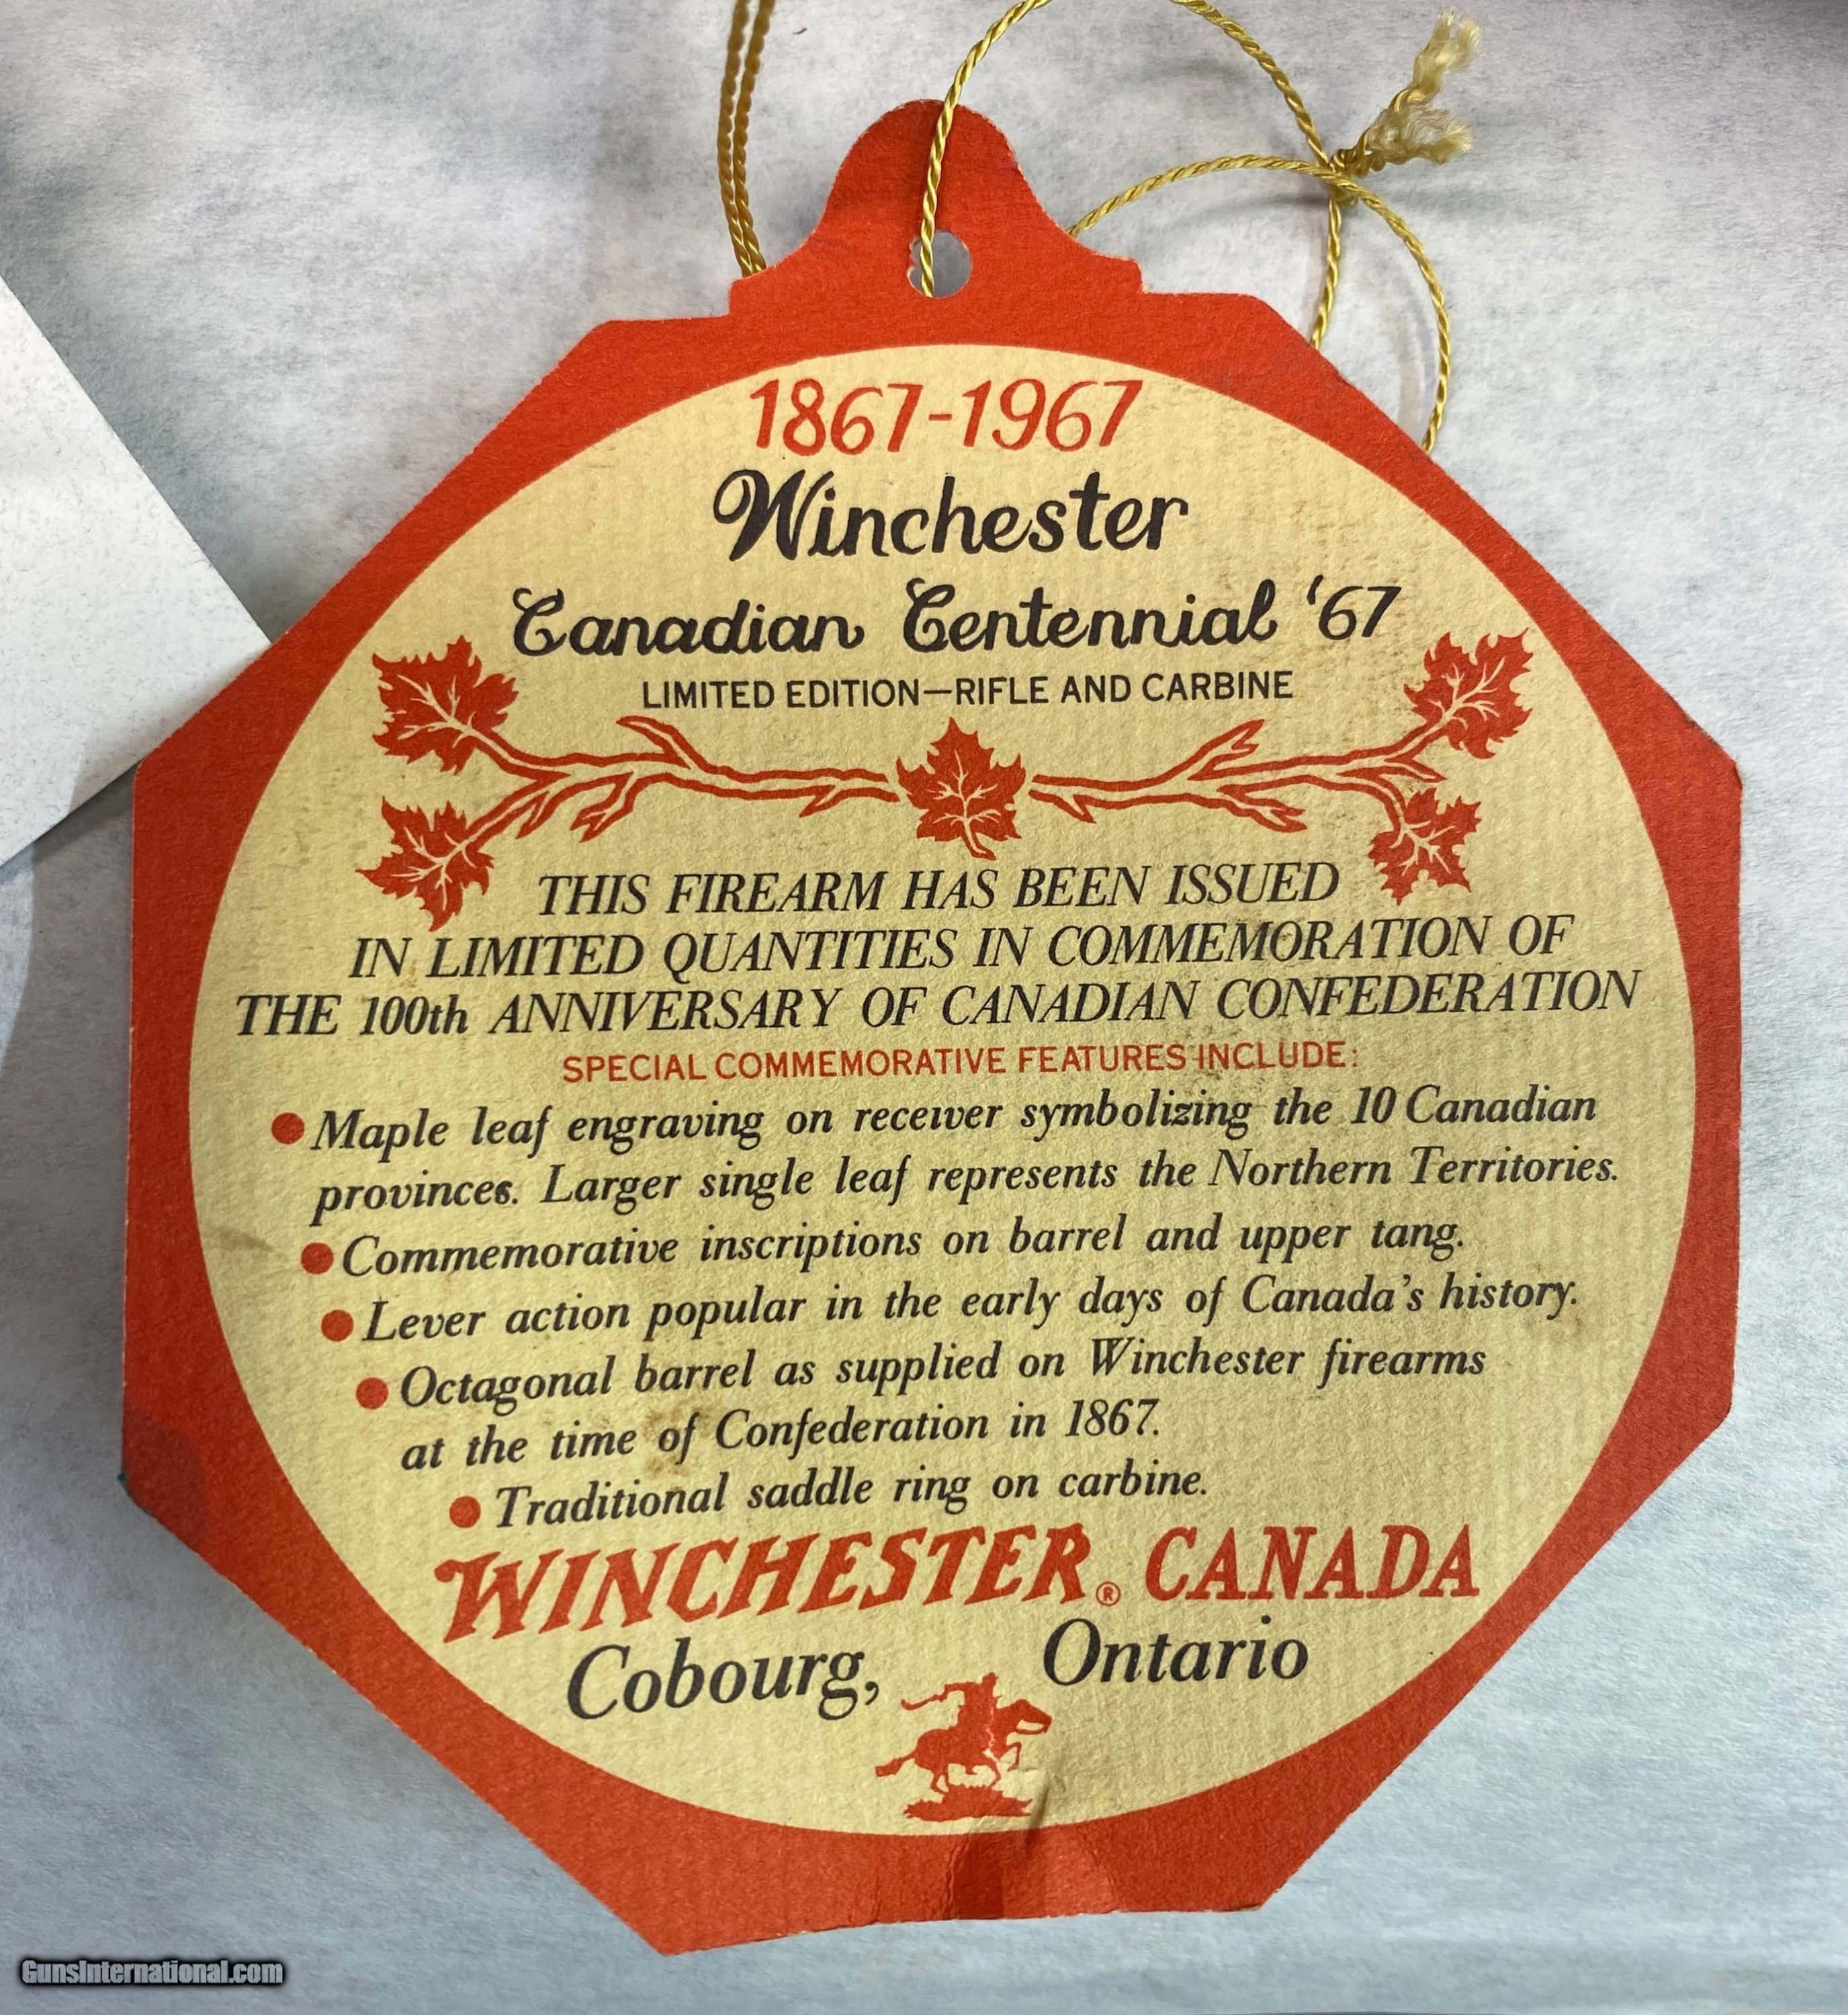 1867-1967
Winchester
Canadian Centennial '67
LIMITED EDITION—RIFLE AND CARBINE
THIS FIREARM HAS BEEN ISSUED
IN LIMITED QUANTITIES IN COMMEMORATION OF
THE 100th ANNIVERSARY OF CANADIAN CONFEDERATION
SPECIAL COMMEMORATIVE FEATURES INCLUDE:
● Maple leaf engraving on receiver symbolizing the 10 Canadian
provinces. Larger single leaf represents the Northern Territories.
● Commemorative inscriptions on barrel and upper tang.
● Lever action popular in the early days of Canada's history.
● Octagonal barrel as supplied on Winchester firearms
at the time of Confederation in 1867.
● Traditional saddle ring on carbine.
WINCHESTER® CANADA
Cobourg, Ontario
GunsInternational.com